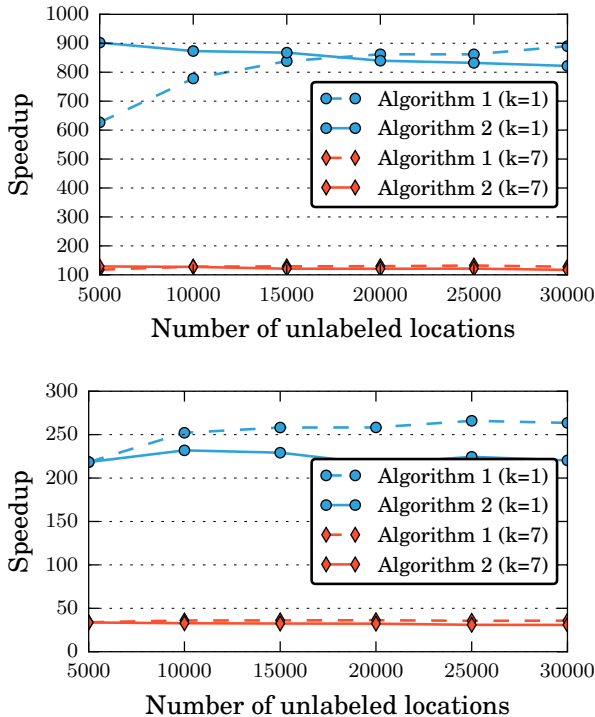 900
800
700
600
500
400
300
200
100
Speedup
Algorithm 1 (k=1)
Algorithm 2 (k=1)
Algorithm 1 (k=7)
Algorithm 2 (k=7)
5000 10000 15000 20000 25000 30000
Number of unlabeled locations
300
250
200
150
100
50
0
Speedup
Algorithm 1 (k=1)
Algorithm 2 (k=1)
Algorithm 1 (k=7)
Algorithm 2 (k=7)
5000 10000 15000 20000 25000 30000
Number of unlabeled locations